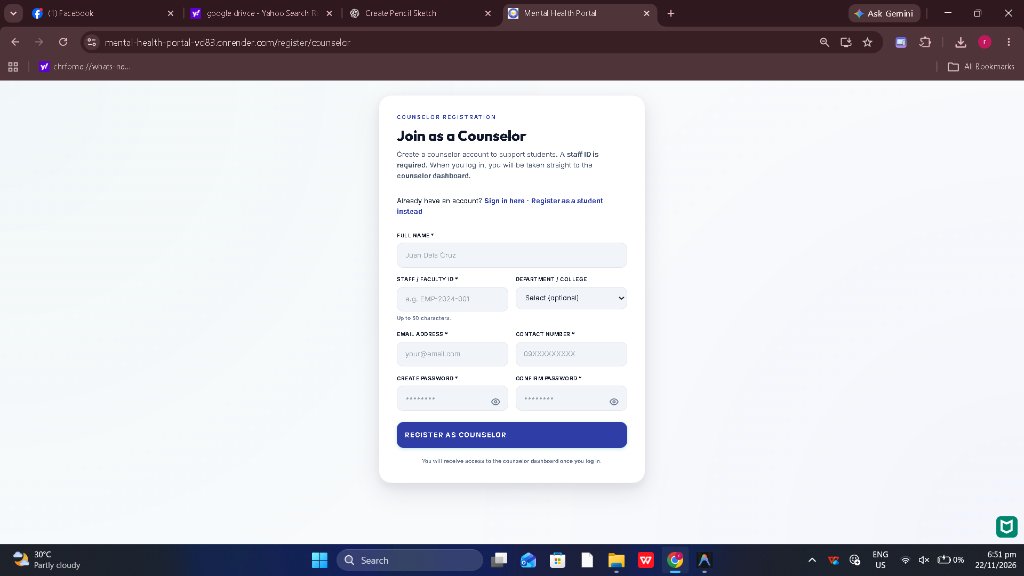 (1) Facebook
google drivce - Yahoo Search R
Create Pencil Sketch
Mental Health Portal
Ask Gemini
mental-health-portal-vd83.onrender.com/register/counselor
chrfomo //whats-no...
All Bookmarks
COUNSELOR REGISTRATION
Join as a Counselor
Create a counselor account to support students. A staff ID is
required. When you log in, you will be taken straight to the
counselor dashboard.
Already have an account? Sign in here · Register as a student
instead
FULL NAME *
Juan Dela Cruz
STAFF / FACULTY ID * DEPARTMENT / COLLEGE
e.g. EMP-2024-001 Select (optional)
Up to 50 characters.
EMAIL ADDRESS * CONTACT NUMBER *
your@email.com 09XXXXXXXXX
CREATE PASSWORD * CONFIRM PASSWORD *
REGISTER AS COUNSELOR
You will receive access to the counselor dashboard once you log in.
30°C
Partly cloudy
Search
ENG
US
0%
6:51 pm
22/11/2026